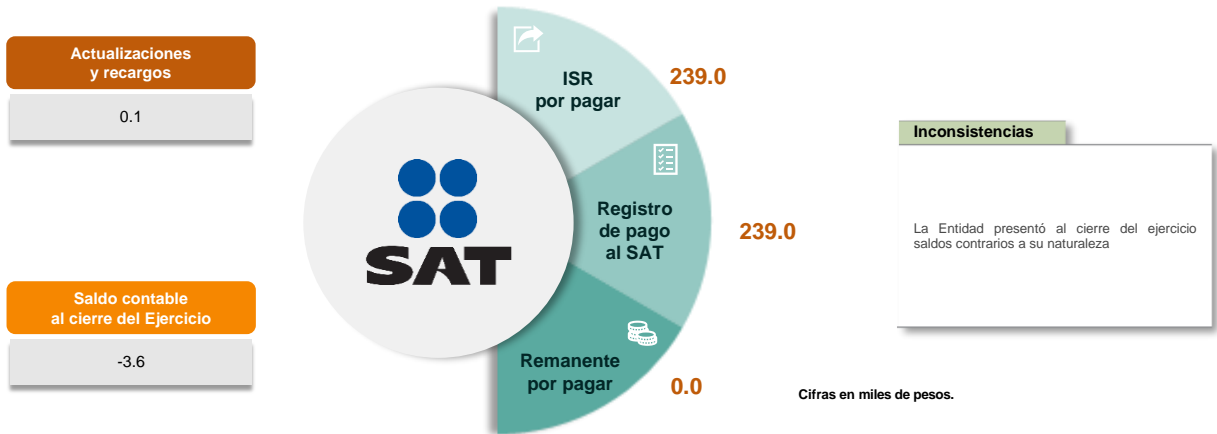 Actualizaciones
y recargos
0.1
Saldo contable
al cierre del Ejercicio
-3.6
SAT
ISR
por pagar
239.0
Registro
de pago
al SAT
239.0
Remanente
por pagar
0.0
Inconsistencias
La Entidad presentó al cierre del ejercicio
saldos contrarios a su naturaleza
Cifras en miles de pesos.